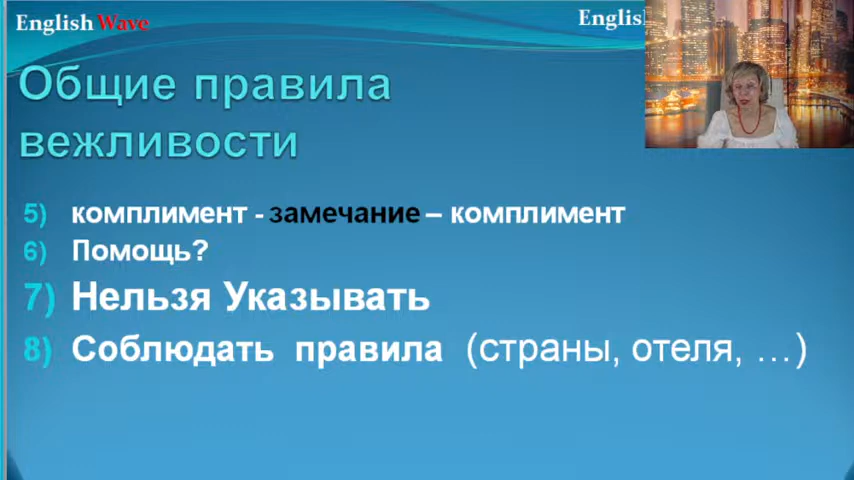 English Wave
Englis
Общие правила
вежливости
5) комплимент - замечание – комплимент
6) Помощь?
7) Нельзя Указывать
8) Соблюдать правила (страны, отеля, …)